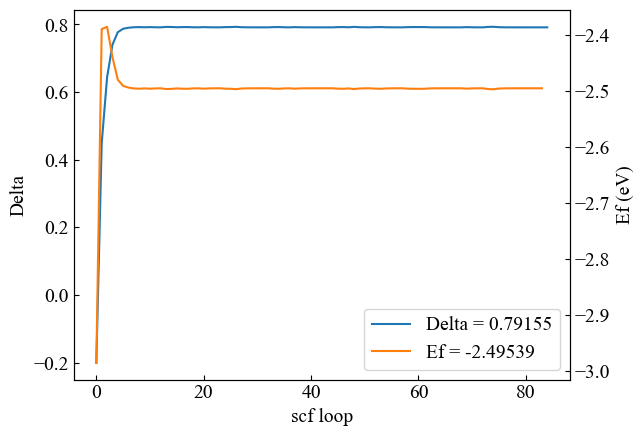 0.8
0.6
0.4
0.2
0.0
−0.2
Delta
−2.4
−2.5
−2.6
−2.7
−2.8
−2.9
−3.0
Ef (eV)
Delta = 0.79155
Ef = -2.49539
0 20 40 60 80
scf loop